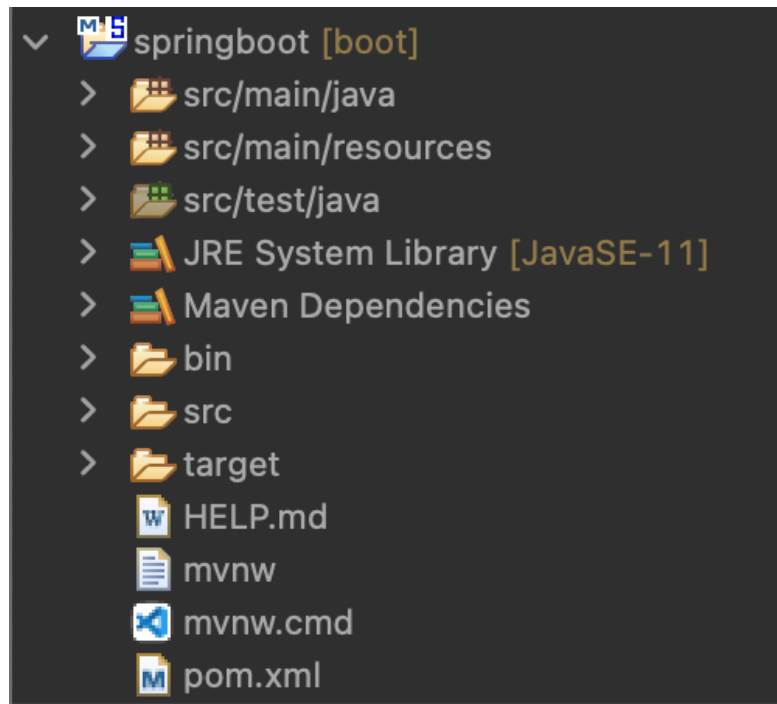 springboot [boot]
src/main/java
src/main/resources
src/test/java
JRE System Library [JavaSE-11]
Maven Dependencies
bin
src
target
HELP.md
mvnw
mvnw.cmd
pom.xml